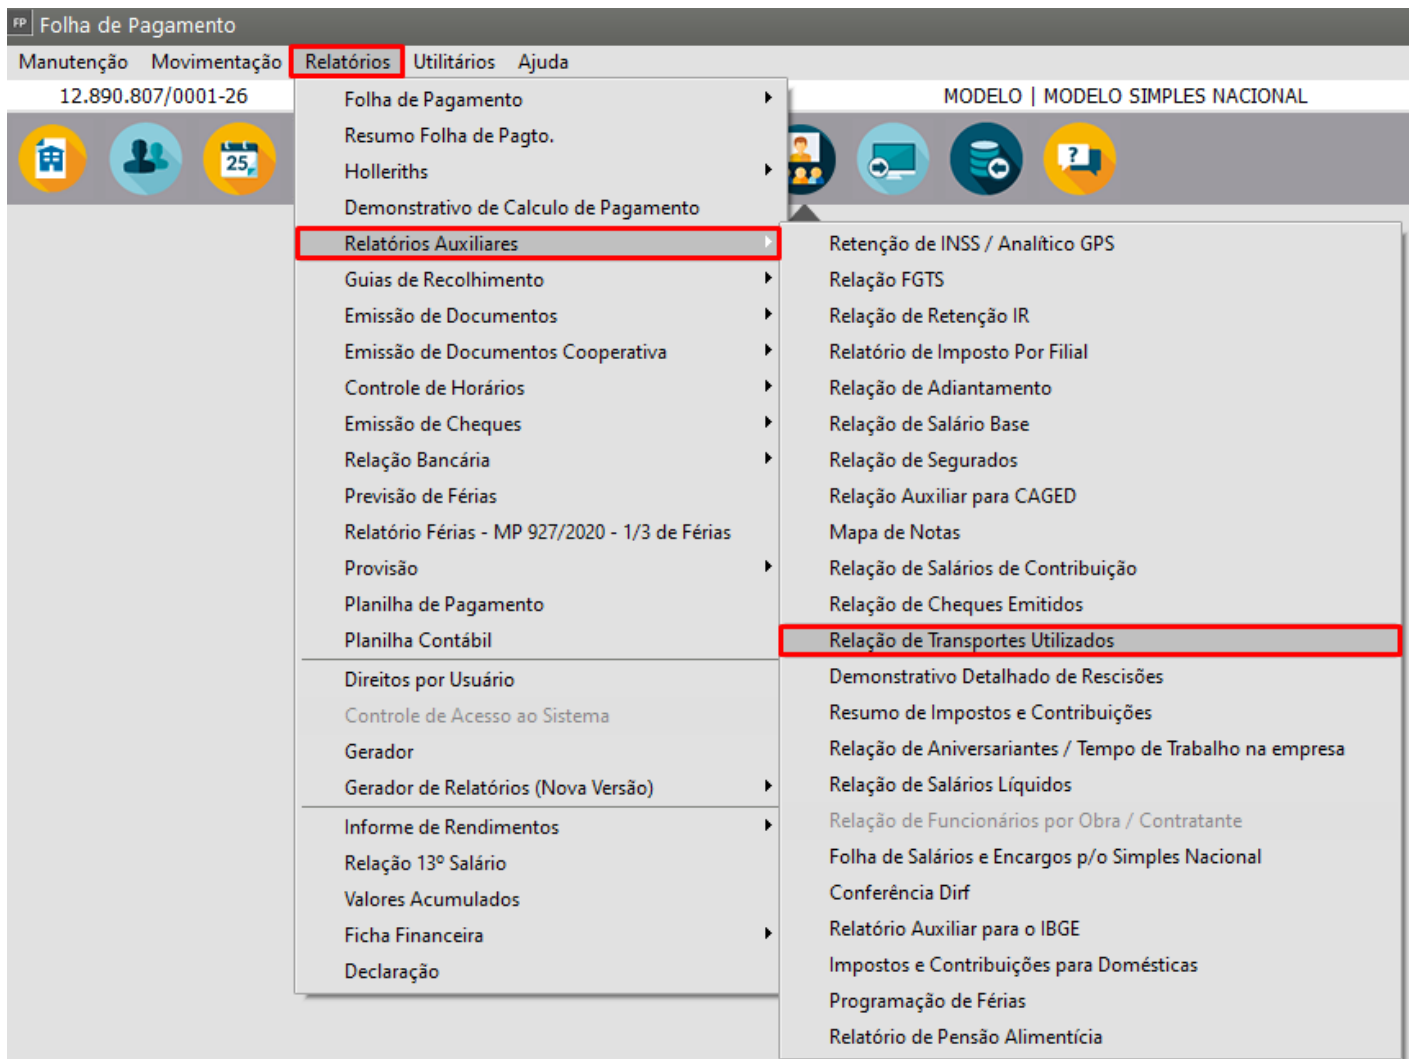 FP Folha de Pagamento
Manutenção Movimentação Relatórios Utilitários Ajuda
12.890.807/0001-26 MODELO | MODELO SIMPLES NACIONAL
25
?
Folha de Pagamento
Resumo Folha de Pagto.
Holleriths
Demonstrativo de Calculo de Pagamento
Relatórios Auxiliares
Guias de Recolhimento
Emissão de Documentos
Emissão de Documentos Cooperativa
Controle de Horários
Emissão de Cheques
Relação Bancária
Previsão de Férias
Relatório Férias - MP 927/2020 - 1/3 de Férias
Provisão
Planilha de Pagamento
Planilha Contábil
Direitos por Usuário
Controle de Acesso ao Sistema
Gerador
Gerador de Relatórios (Nova Versão)
Informe de Rendimentos
Relação 13º Salário
Valores Acumulados
Ficha Financeira
Declaração
Retenção de INSS / Analítico GPS
Relação FGTS
Relação de Retenção IR
Relatório de Imposto Por Filial
Relação de Adiantamento
Relação de Salário Base
Relação de Segurados
Relação Auxiliar para CAGED
Mapa de Notas
Relação de Salários de Contribuição
Relação de Cheques Emitidos
Relação de Transportes Utilizados
Demonstrativo Detalhado de Rescisões
Resumo de Impostos e Contribuições
Relação de Aniversariantes / Tempo de Trabalho na empresa
Relação de Salários Líquidos
Relação de Funcionários por Obra / Contratante
Folha de Salários e Encargos p/o Simples Nacional
Conferência Dirf
Relatório Auxiliar para o IBGE
Impostos e Contribuições para Domésticas
Programação de Férias
Relatório de Pensão Alimentícia